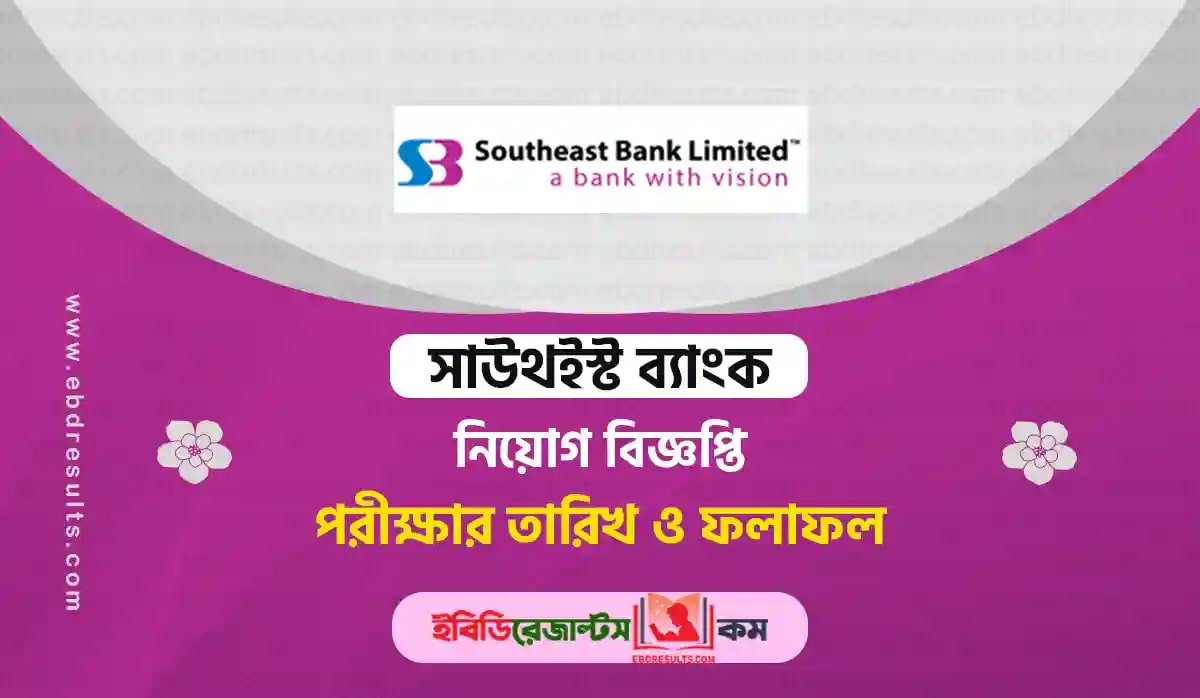 Southeast Bank Limited™
a bank with vision
www.ebdresults.com
সাউথইস্ট ব্যাংক
নিয়োগ বিজ্ঞপ্তি
পরীক্ষার তারিখ ও ফলাফল
ইবিডিরেজাল্টস কম
EBDRESULTS.COM